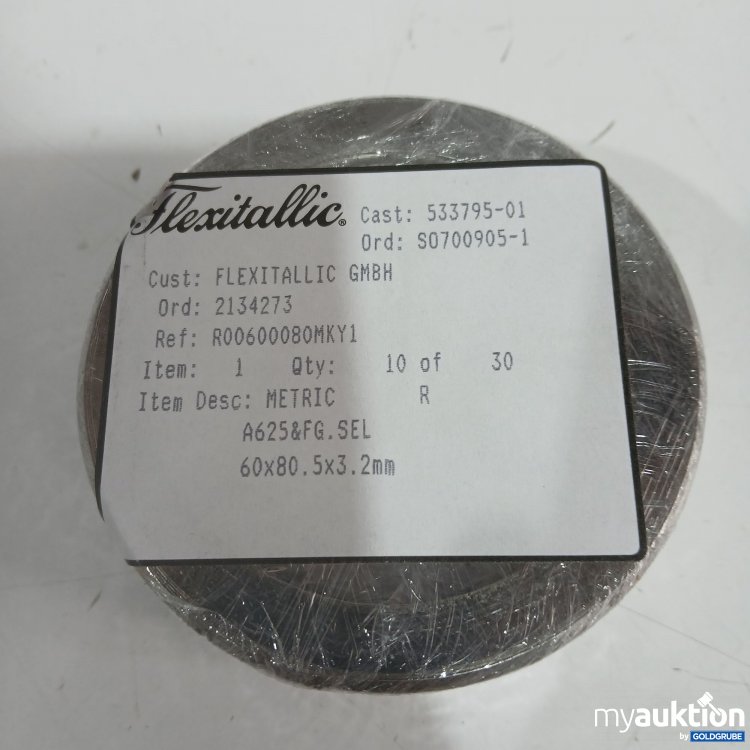 Flexitallic®
Cast: 533795-01
Ord: S0700905-1
Cust: FLEXITALLIC GMBH
Ord: 2134273
Ref: R00600080MKY1
Item: 1 Qty: 10 of 30
Item Desc: METRIC R
A625&FG.SEL
60x80.5x3.2mm
myauktion
by GOLDGRUBE